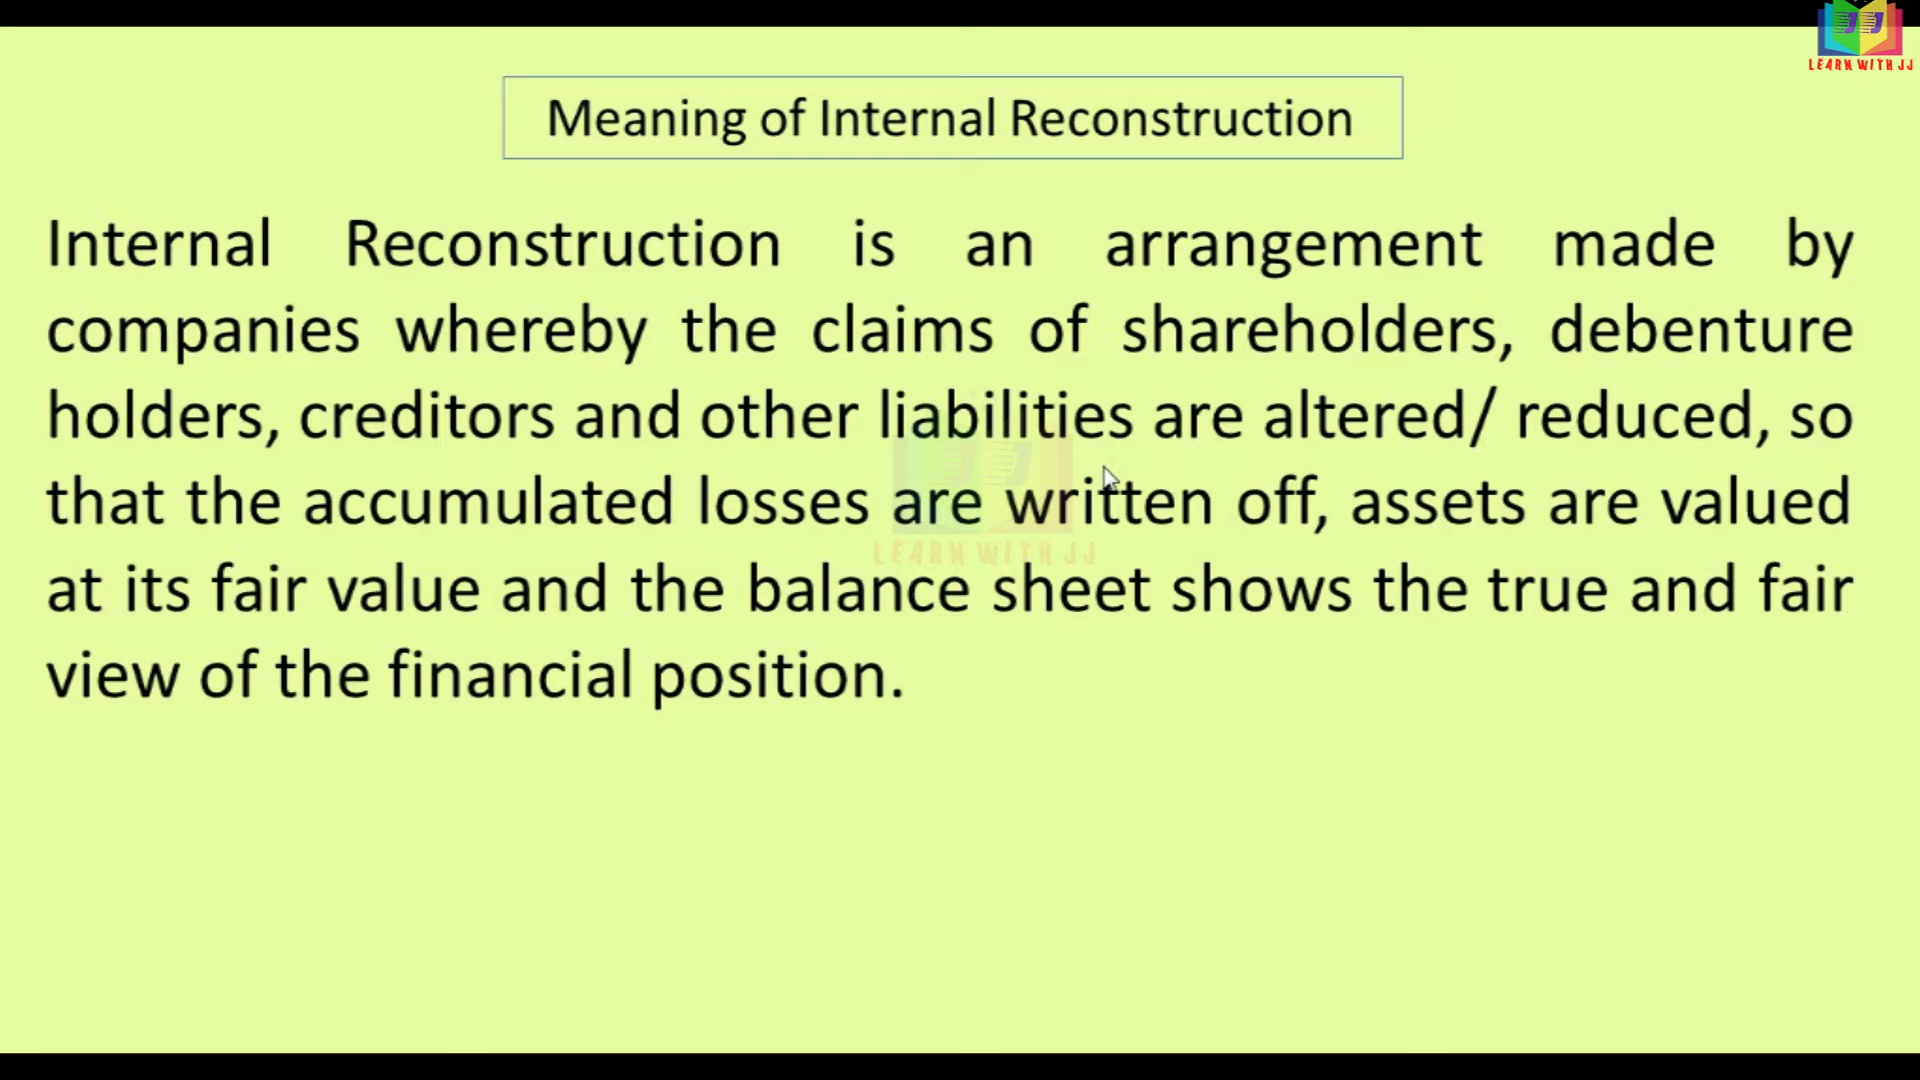 LEARN WITH JJ
Meaning of Internal Reconstruction
Internal Reconstruction is an arrangement made by
companies whereby the claims of shareholders, debenture
holders, creditors and other liabilities are altered/ reduced, so
that the accumulated losses are written off, assets are valued
at its fair value and the balance sheet shows the true and fair
view of the financial position.
LEARN WITH JJ